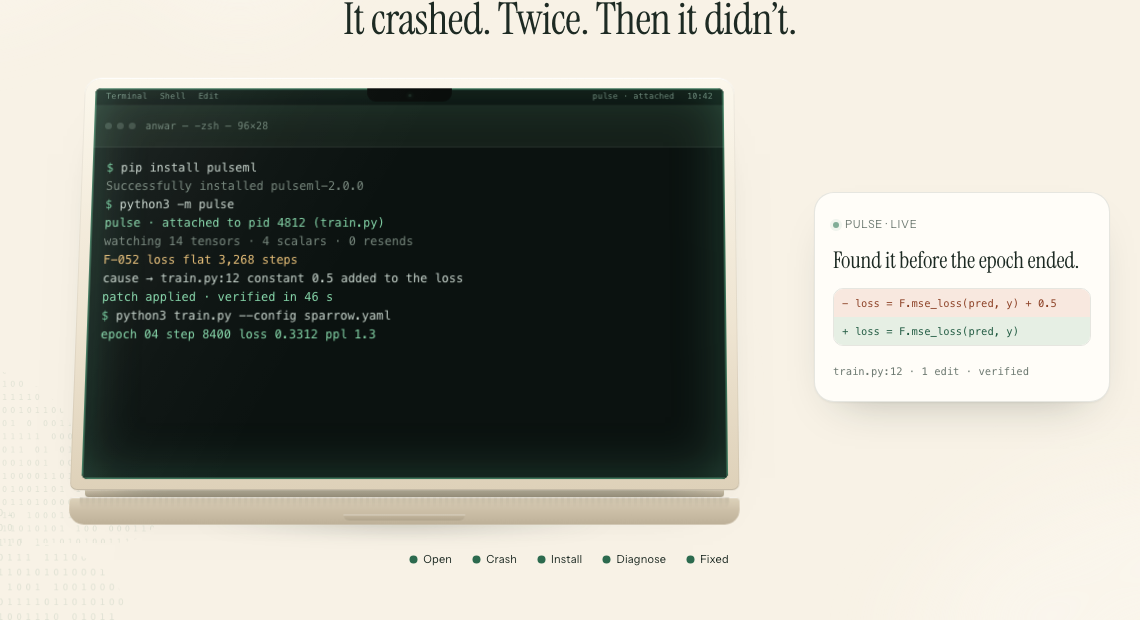 It crashed. Twice. Then it didn’t.
Terminal Shell Edit
pulse · attached 10:42
anwar — -zsh — 96×28
$ pip install pulseml
Successfully installed pulseml-2.0.0
$ python3 -m pulse
pulse · attached to pid 4812 (train.py)
watching 14 tensors · 4 scalars · 0 resends
F-052 loss flat 3,268 steps
cause → train.py:12 constant 0.5 added to the loss
patch applied · verified in 46 s
$ python3 train.py --config sparrow.yaml
epoch 04 step 8400 loss 0.3312 ppl 1.3
PULSE · LIVE
Found it before the epoch ended.
− loss = F.mse_loss(pred, y) + 0.5
+ loss = F.mse_loss(pred, y)
train.py:12 · 1 edit · verified
Open Crash Install Diagnose Fixed